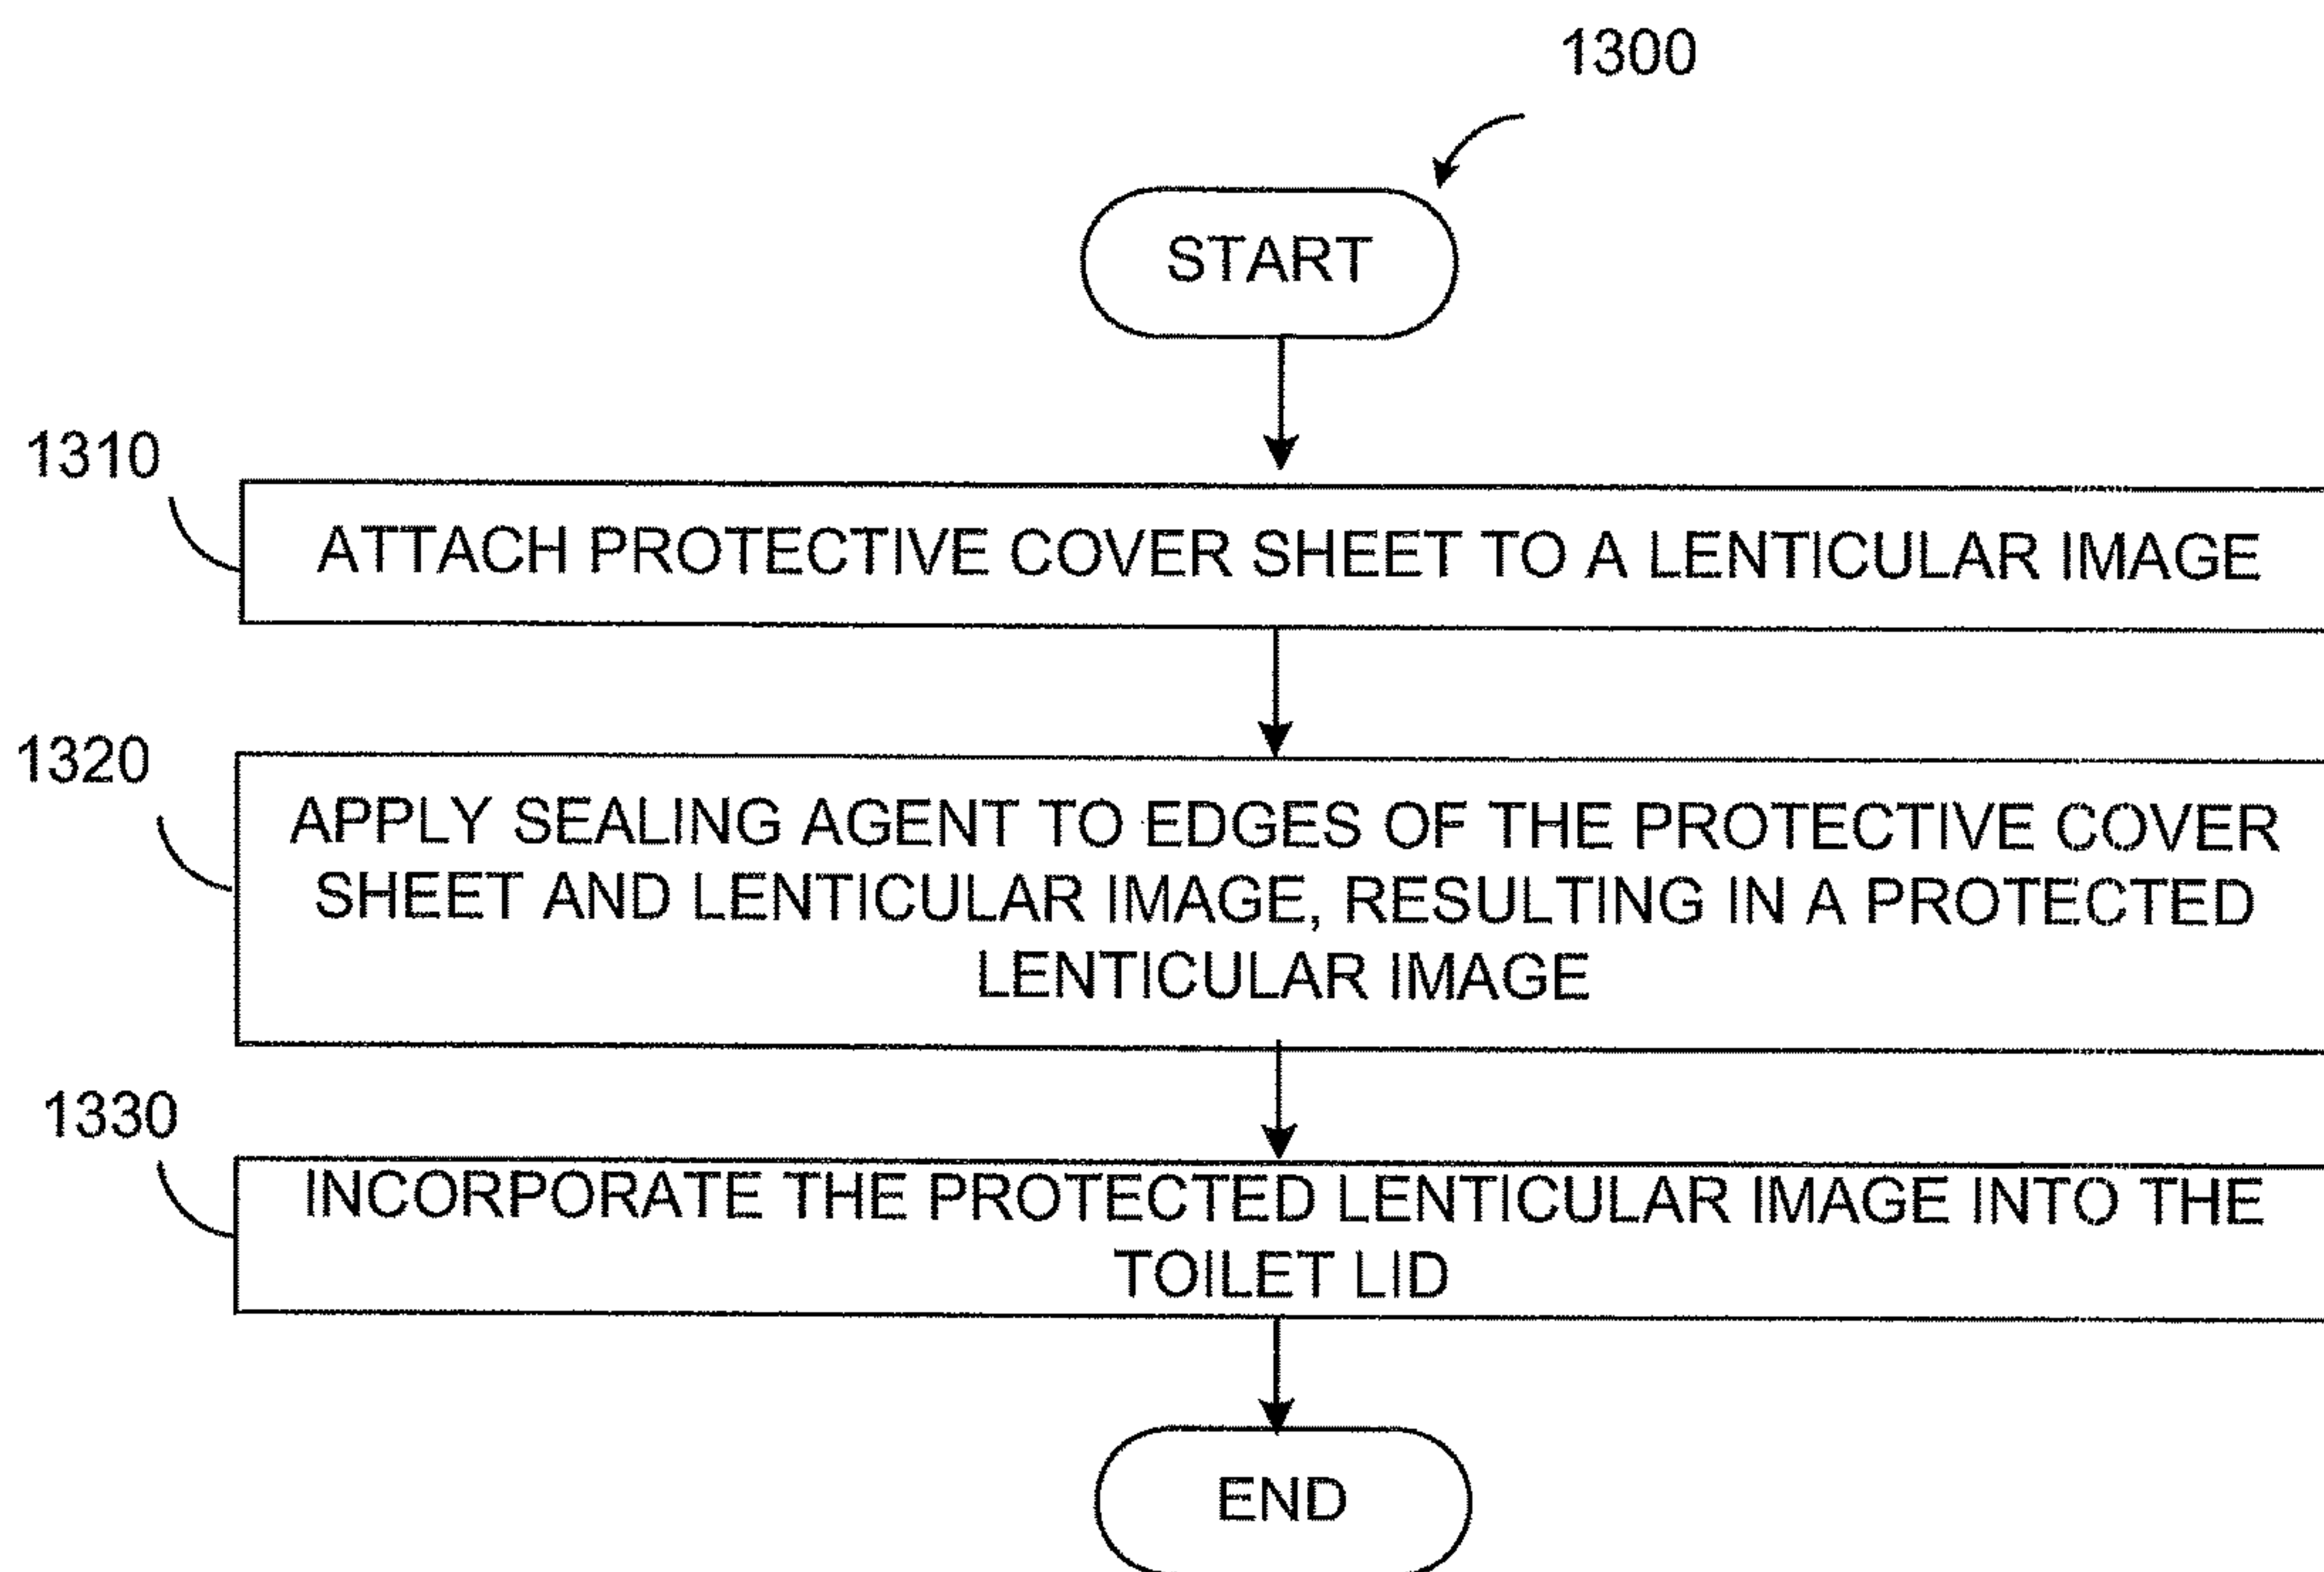 1300
START
1310
ATTACH PROTECTIVE COVER SHEET TO A LENTICULAR IMAGE
1320
APPLY SEALING AGENT TO EDGES OF THE PROTECTIVE COVER
SHEET AND LENTICULAR IMAGE, RESULTING IN A PROTECTED
LENTICULAR IMAGE
1330
INCORPORATE THE PROTECTED LENTICULAR IMAGE INTO THE
TOILET LID
END